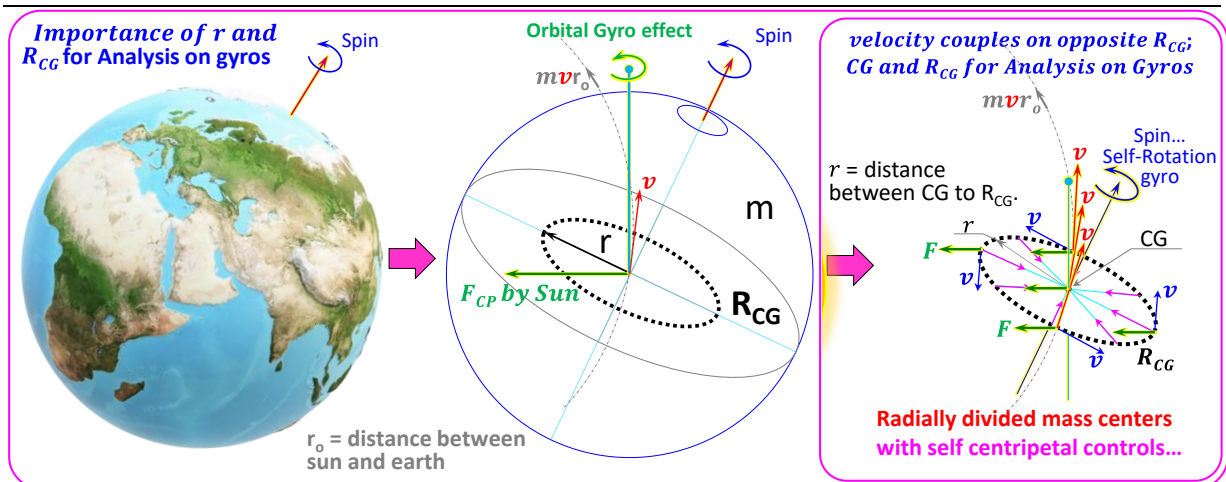 Importance of r and
R_CG for Analysis on gyros
Spin
r_o = distance between
sun and earth
Orbital Gyro effect
mvr_o
Spin
v
m
r
F_CP by Sun
R_CG
velocity couples on opposite R_CG;
CG and R_CG for Analysis on Gyros
mvr_o
Spin...
Self-Rotation
gyro
r = distance
between CG to R_CG.
v
v
v
v
r
CG
F
v
v
F
v
R_CG
Radially divided mass centers
with self centripetal controls...